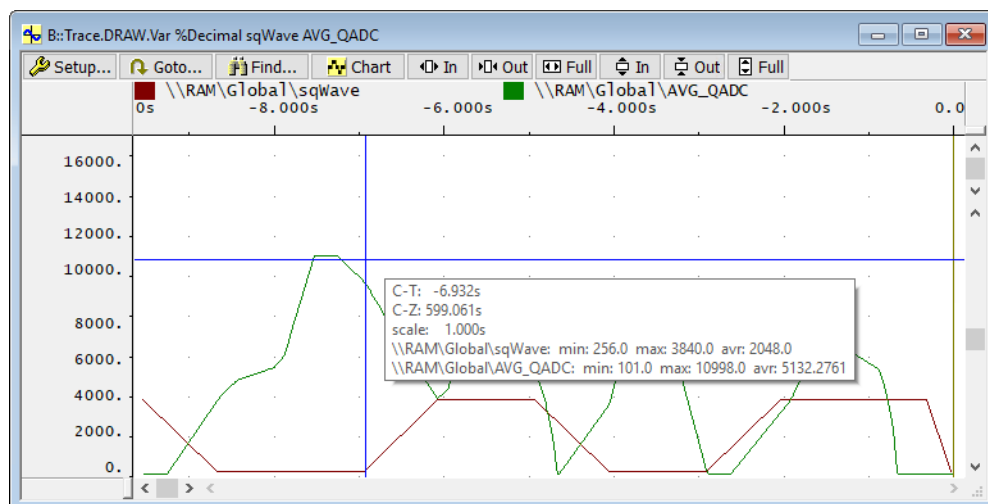 B::Trace.DRAW.Var %Decimal sqWave AVG_QADC
Setup... Goto... Find... Chart In Out Full In Out Full
\\RAM\Global\sqWave \\RAM\Global\AVG_QADC
0s -8.000s -6.000s -4.000s -2.000s 0.0
16000.
14000.
12000.
10000.
8000.
6000.
4000.
2000.
0.
C-T: -6.932s
C-Z: 599.061s
scale: 1.000s
\\RAM\Global\sqWave: min: 256.0 max: 3840.0 avr: 2048.0
\\RAM\Global\AVG_QADC: min: 101.0 max: 10998.0 avr: 5132.2761